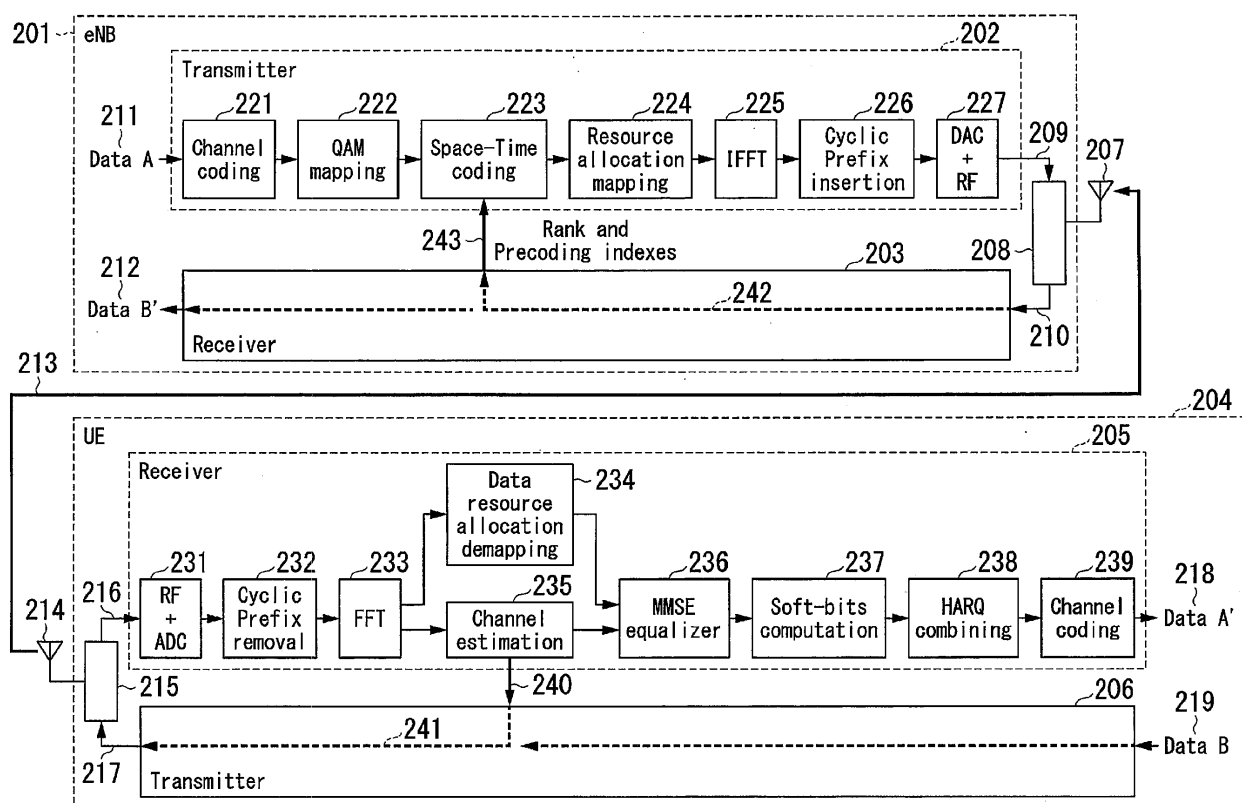 201
eNB
202
Transmitter
211
221
222
223
224
225
226
227
209
207
Data A
Channel
coding
QAM
mapping
Space-Time
coding
Resource
allocation
mapping
IFFT
Cyclic
Prefix
insertion
DAC
+
RF
243
Rank and
Precoding indexes
203
208
212
Data B'
242
210
Receiver
213
204
UE
205
Receiver
Data
resource
allocation
demapping
234
231
232
233
235
236
237
238
239
218
214
216
RF
+
ADC
Cyclic
Prefix
removal
FFT
Channel
estimation
MMSE
equalizer
Soft-bits
computation
HARQ
combining
Channel
coding
Data A'
215
240
206
219
241
Data B
217
Transmitter